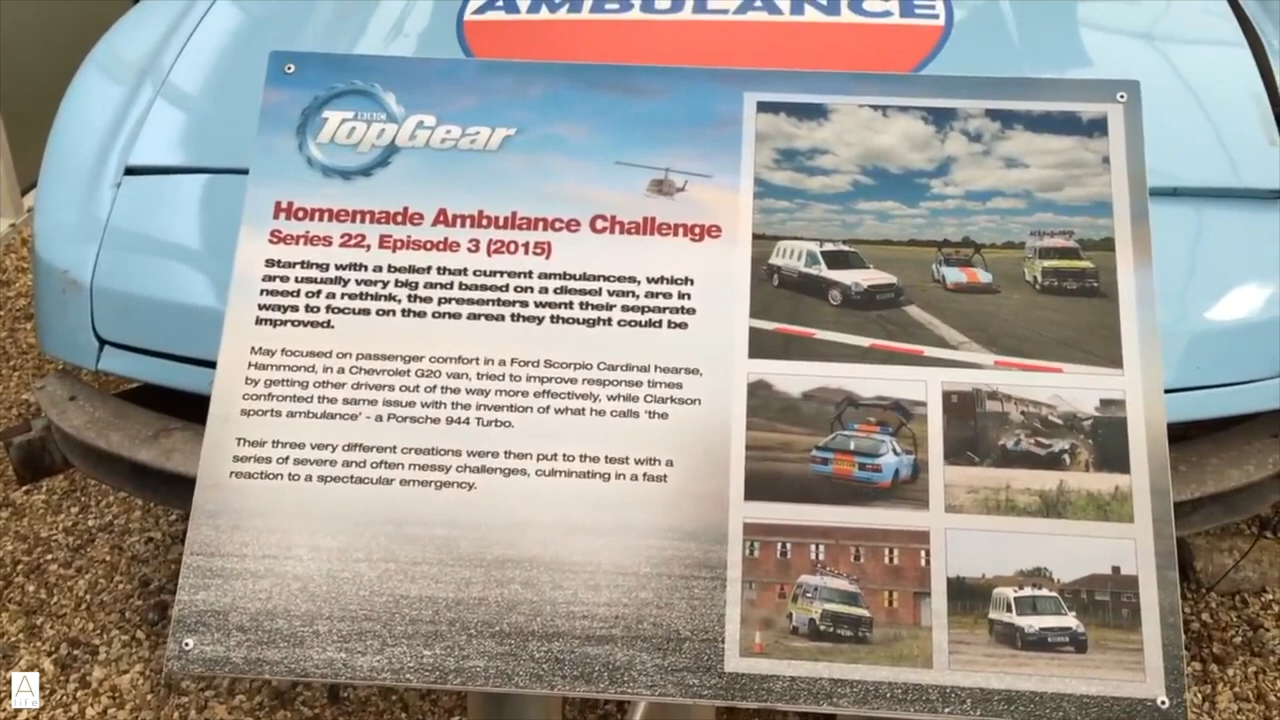 AMBULANCE
BBC
TopGear
Homemade Ambulance Challenge
Series 22, Episode 3 (2015)
Starting with a belief that current ambulances, which
are usually very big and based on a diesel van, are in
need of a rethink, the presenters went their separate
ways to focus on the one area they thought could be
improved.
May focused on passenger comfort in a Ford Scorpio Cardinal hearse,
Hammond, in a Chevrolet G20 van, tried to improve response times
by getting other drivers out of the way more effectively, while Clarkson
confronted the same issue with the invention of what he calls 'the
sports ambulance' - a Porsche 944 Turbo.
Their three very different creations were then put to the test with a
series of severe and often messy challenges, culminating in a fast
reaction to a spectacular emergency.
A
life